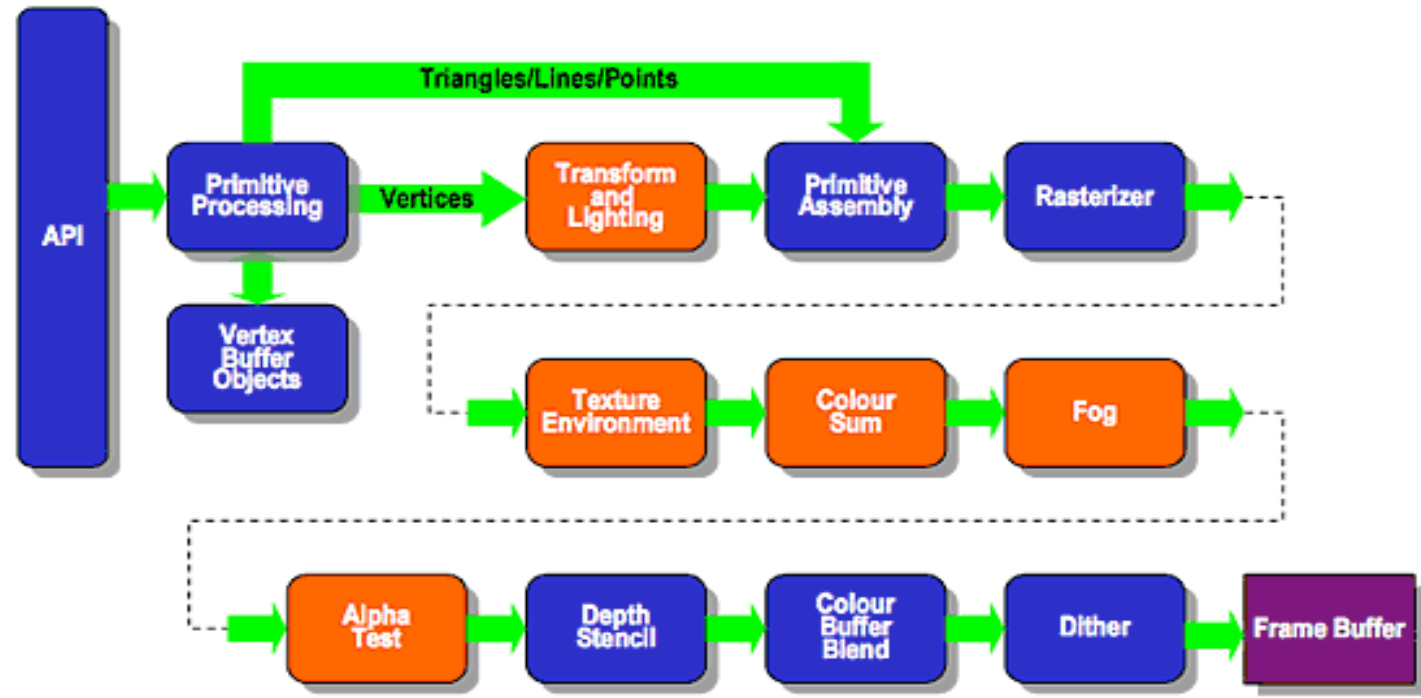 Triangles/Lines/Points
API
Primitive
Processing
Vertices
Transform
and
Lighting
Primitive
Assembly
Rasterizer
Vertex
Buffer
Objects
Texture
Environment
Colour
Sum
Fog
Alpha
Test
Depth
Stencil
Colour
Buffer
Blend
Dither
Frame Buffer